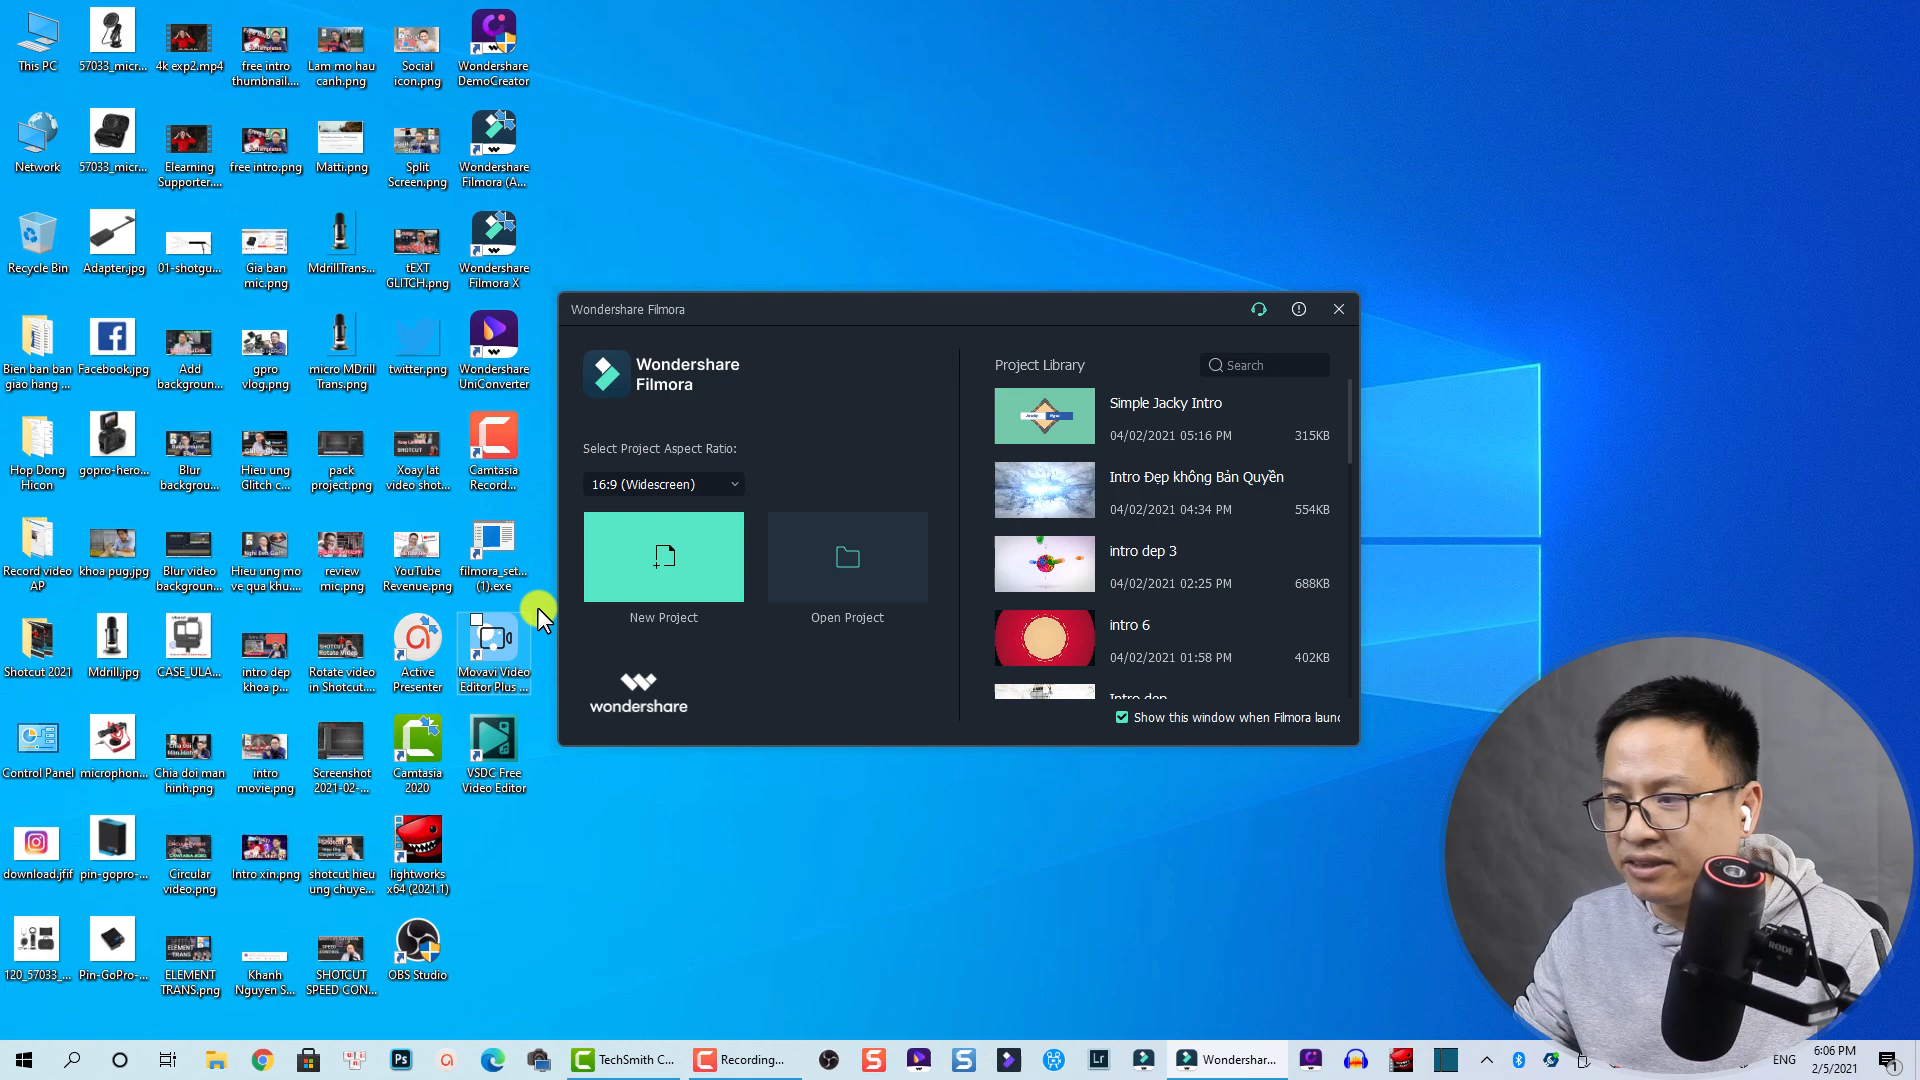 This PC
57033_micr...
4k exp2.mp4
free intro
thumbnail....
Lam mo hau
canh.png
Social
icon.png
Wondershare
DemoCreator
Network
57033_micr...
Elearning
Supporter....
free intro.png
Matti.png
Split
Screen.png
Wondershare
Filmora (A...
Recycle Bin
Adapter.jpg
01-shotgu...
Gia ban
mic.png
MdrillTrans...
tEXT
GLITCH.png
Wondershare
Filmora X
Bien ban ban
giao hang ...
Facebook.jpg
Add
backgroun...
gpro
vlog.png
micro MDrill
Trans.png
twitter.png
Wondershare
UniConverter
Hop Dong
Hicon
gopro-hero...
Blur
backgrou...
Hieu ung
Glitch c...
pack
project.png
Xoay lat
video shot...
Camtasia
Record...
Record video
AP
khoa pug.jpg
Blur video
backgroun...
Hieu ung mo
ve qua khu....
review
mic.png
YouTube
Revenue.png
filmora_set...
(1).exe
Shotcut 2021
Mdrill.jpg
CASE_ULA...
intro dep
khoa p...
Rotate video
in Shotcut....
Active
Presenter
Movavi Video
Editor Plus ...
Control Panel
microphon...
Chia doi man
hinh.png
intro
movie.png
Screenshot
2021-02-...
Camtasia
2020
VSDC Free
Video Editor
download.jfif
pin-gopro-...
Circular
video.png
Intro xin.png
shotcut hieu
ung chuye...
lightworks
x64 (2021.1)
120_57033_...
Pin-GoPro-...
ELEMENT
TRANS.png
Khanh
Nguyen S...
SHOTCUT
SPEED CON...
OBS Studio
Wondershare Filmora
Wondershare
Filmora
Select Project Aspect Ratio:
16:9 (Widescreen)
New Project
Open Project
wondershare
Project Library
Search
Simple Jacky Intro
04/02/2021 05:16 PM 315KB
Intro Đẹp không Bản Quyền
04/02/2021 04:34 PM 554KB
intro dep 3
04/02/2021 02:25 PM 688KB
intro 6
04/02/2021 01:58 PM 402KB
Intro dep
Show this window when Filmora launc
RØDE
TechSmith C...
Recording...
Wondershar...
ENG
6:06 PM
2/5/2021